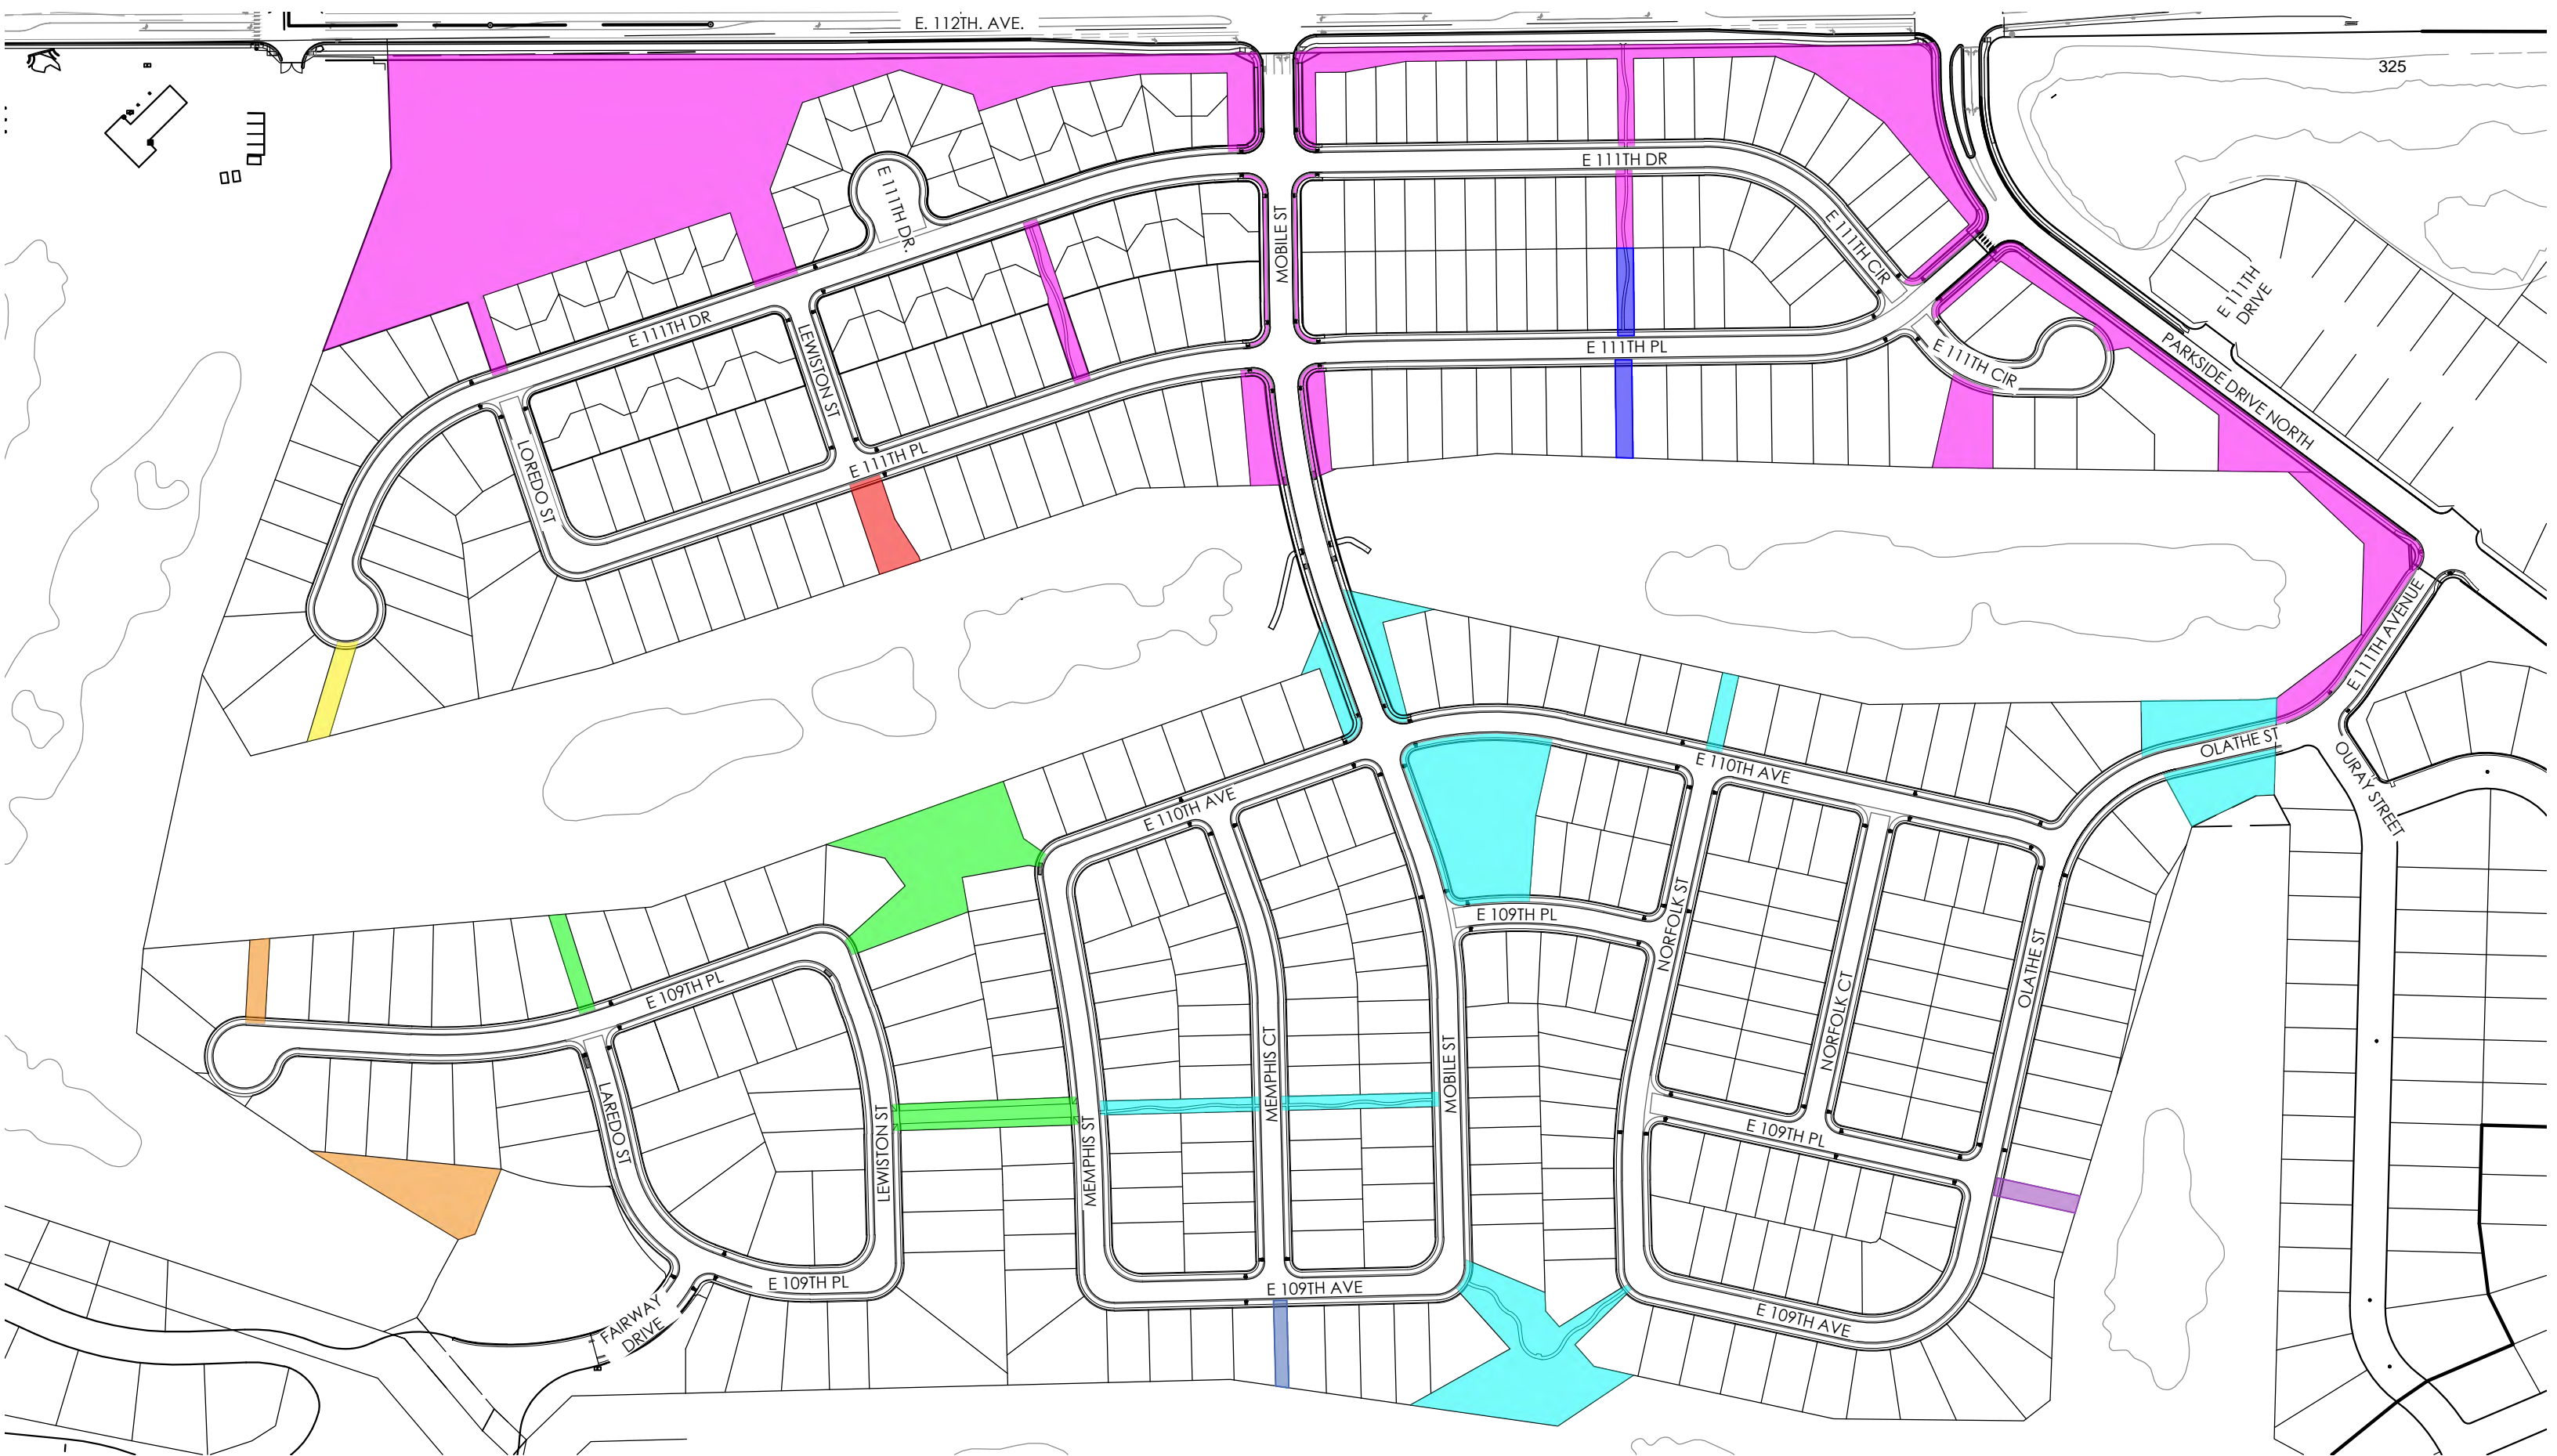 E. 112TH. AVE.
325
E 111TH DR
E 111TH DR.
MOBILE ST
E 111TH CIR
E 111TH
DRIVE
E 111TH DR
LEWISTON ST
E 111TH PL
E 111TH CIR
PARKSIDE DRIVE NORTH
E 111TH PL
LOREDO ST
E 111TH AVENUE
OLATHE ST
OURAY STREET
E 110TH AVE
E 110TH AVE
E 109TH PL
NORFOLK ST
OLATHE ST
E 109TH PL
NORFOLK CT
MEMPHIS CT
MOBILE ST
LAREDO ST
LEWISTON ST
MEMPHIS ST
E 109TH PL
E 109TH PL
E 109TH AVE
E 109TH AVE
FAIRWAY
DRIVE